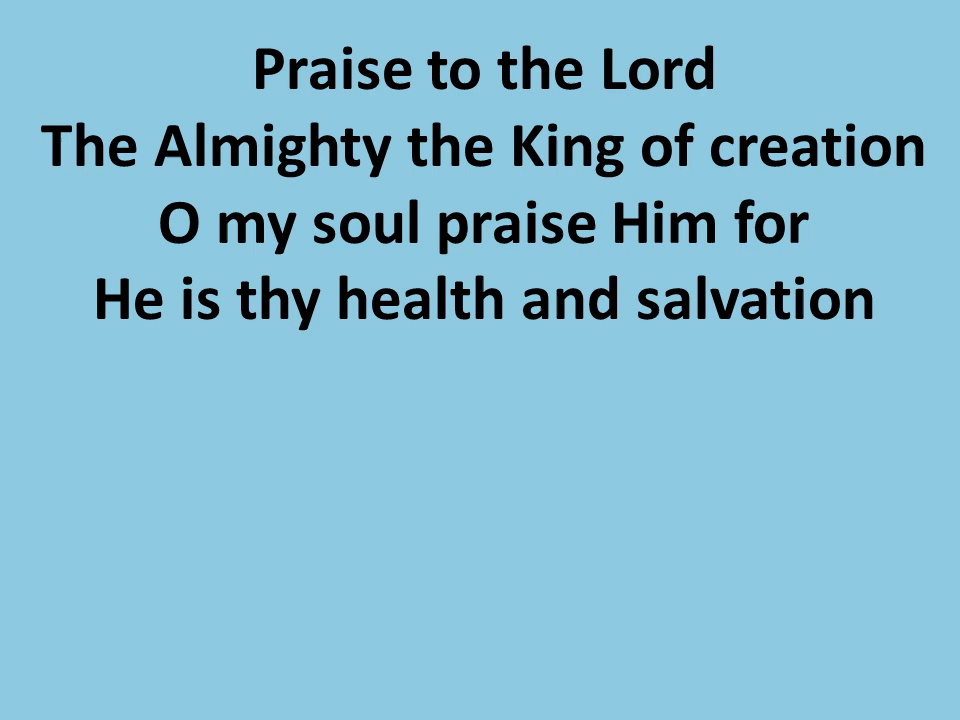 Praise to the Lord
The Almighty the King of creation
O my soul praise Him for
He is thy health and salvation